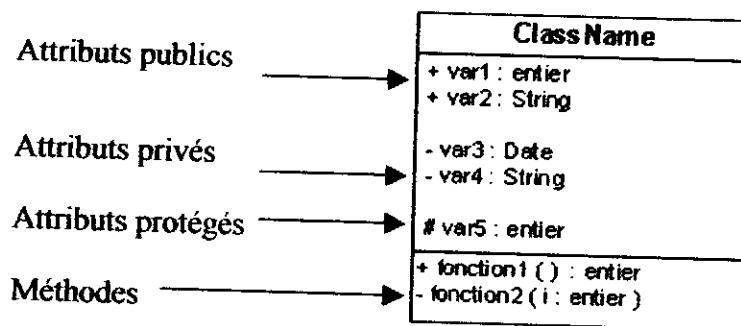 ClassName
Attributs publics
+ var1 : entier
+ var2 : String
Attributs privés
- var3 : Date
- var4 : String
Attributs protégés
# var5 : entier
Méthodes
+ fonction1 ( ) : entier
- fonction2 ( i : entier )